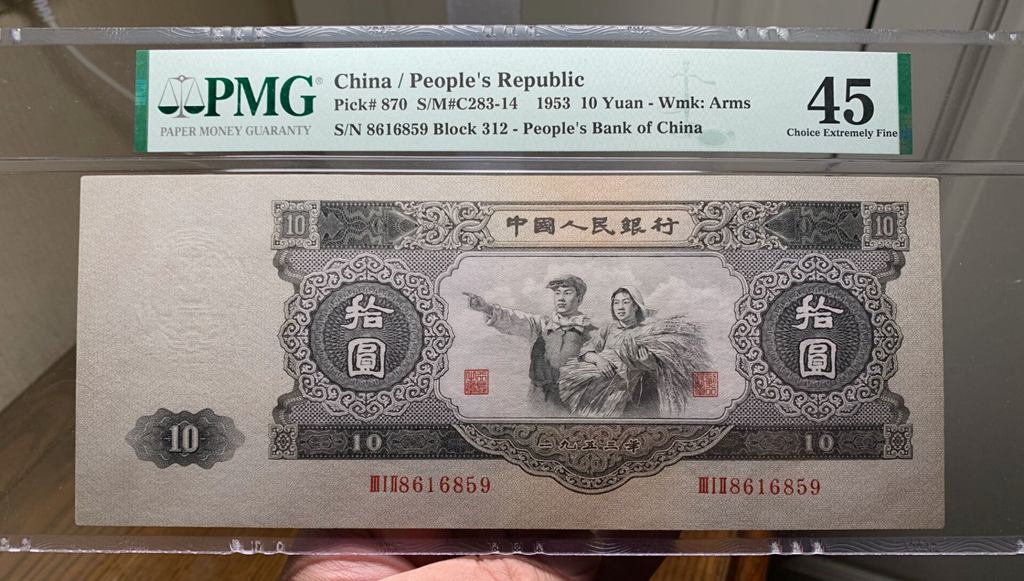 PMG®
PAPER MONEY GUARANTY
China / People's Republic
Pick# 870 S/M#C283-14 1953 10 Yuan - Wmk: Arms
S/N 8616859 Block 312 - People's Bank of China
45
Choice Extremely Fine
10 中國人民銀行 10
拾圓 拾圓
10
10 一九五三年 10
ⅢⅠⅡ8616859 ⅢⅠⅡ8616859